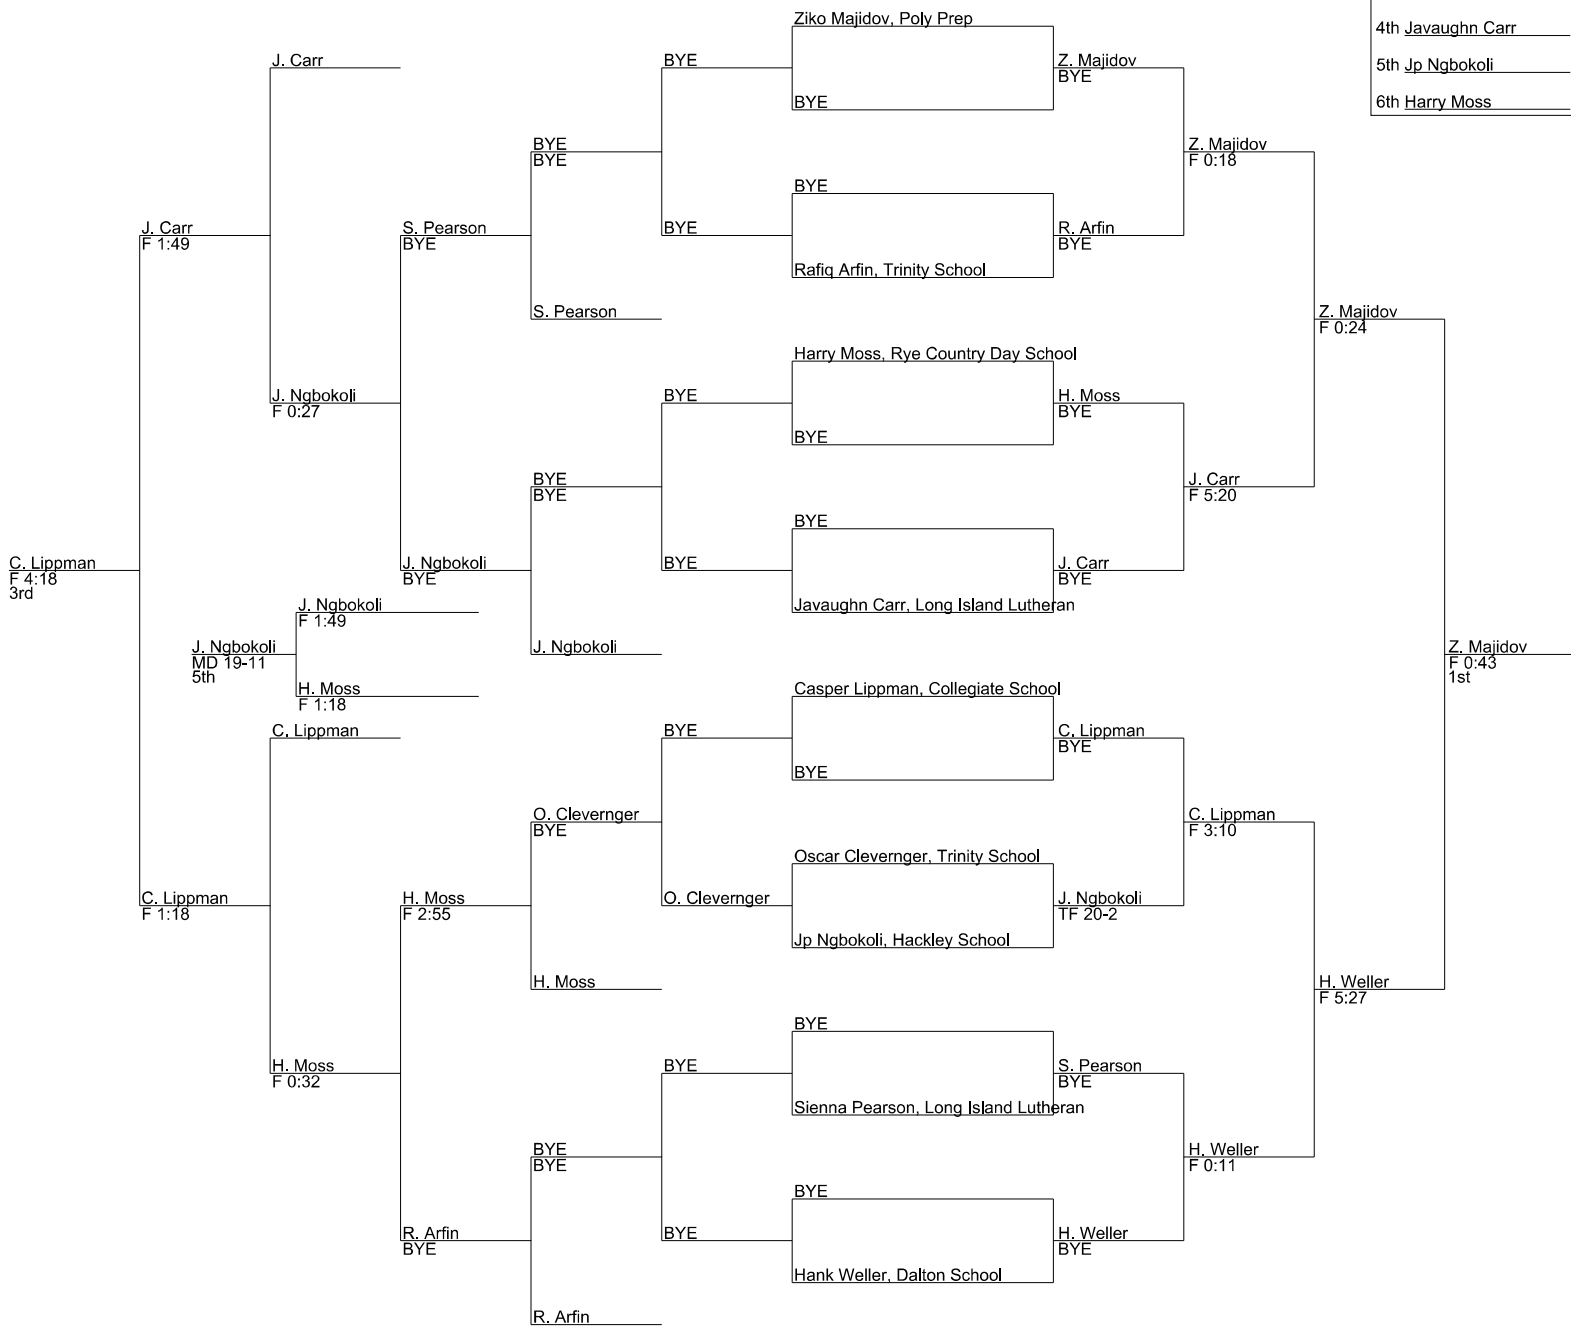 Ziko Majidov, Poly Prep
4th Javaughn Carr
J. Carr
BYE
Z. Majidov
BYE
5th Jp Ngbokoli
BYE
6th Harry Moss
BYE
BYE
Z. Majidov
F 0:18
BYE
J. Carr
F 1:49
S. Pearson
BYE
BYE
R. Arfin
BYE
Rafiq Arfin, Trinity School
S. Pearson
Z. Majidov
F 0:24
Harry Moss, Rye Country Day School
J. Ngbokoli
F 0:27
BYE
H. Moss
BYE
BYE
BYE
BYE
J. Carr
F 5:20
BYE
C. Lippman
F 4:18
3rd
J. Ngbokoli
BYE
BYE
J. Carr
BYE
J. Ngbokoli
F 1:49
Javaughn Carr, Long Island Lutheran
J. Ngbokoli
MD 19-11
5th
J. Ngbokoli
Z. Majidov
F 0:43
1st
H. Moss
F 1:18
Casper Lippman, Collegiate School
C. Lippman
BYE
C. Lippman
BYE
BYE
O. Clevernger
BYE
C. Lippman
F 3:10
Oscar Clevernger, Trinity School
C. Lippman
F 1:18
H. Moss
F 2:55
O. Clevernger
J. Ngbokoli
TF 20-2
Jp Ngbokoli, Hackley School
H. Moss
H. Weller
F 5:27
BYE
H. Moss
F 0:32
BYE
S. Pearson
BYE
Sienna Pearson, Long Island Lutheran
BYE
BYE
H. Weller
F 0:11
BYE
R. Arfin
BYE
BYE
H. Weller
BYE
Hank Weller, Dalton School
R. Arfin